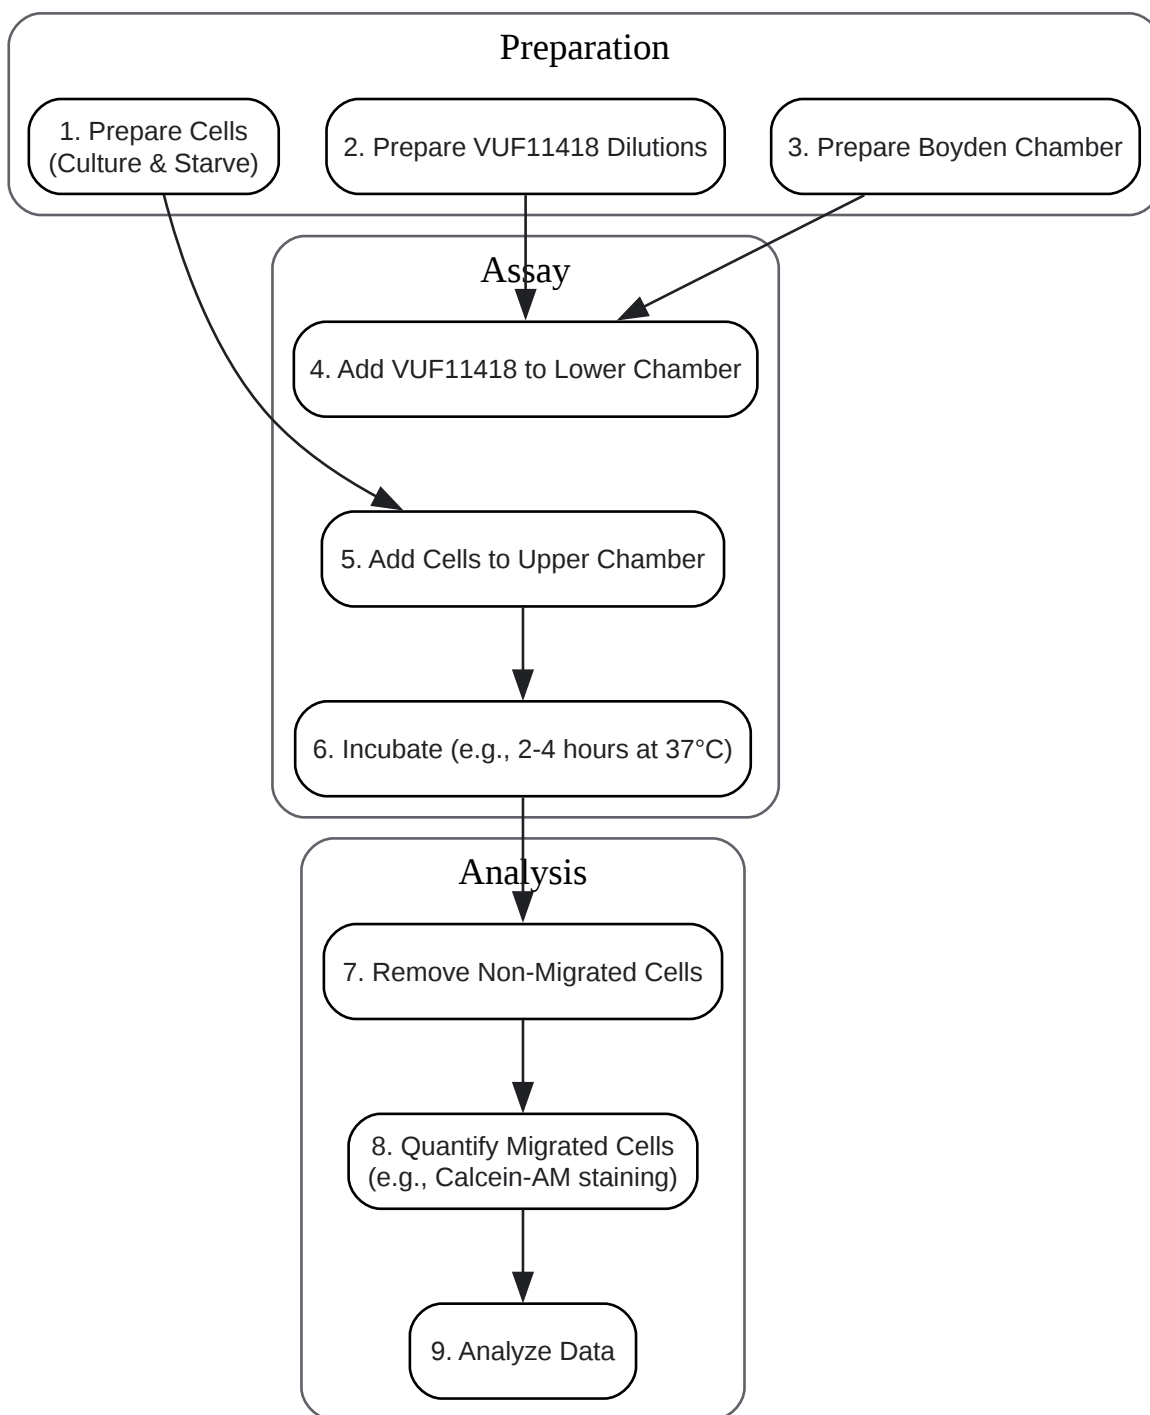 Preparation
1. Prepare Cells
(Culture & Starve)
2. Prepare VUF11418 Dilutions
3. Prepare Boyden Chamber
Assay
4. Add VUF11418 to Lower Chamber
5. Add Cells to Upper Chamber
6. Incubate (e.g., 2-4 hours at 37°C)
Analysis
7. Remove Non-Migrated Cells
8. Quantify Migrated Cells
(e.g., Calcein-AM staining)
9. Analyze Data